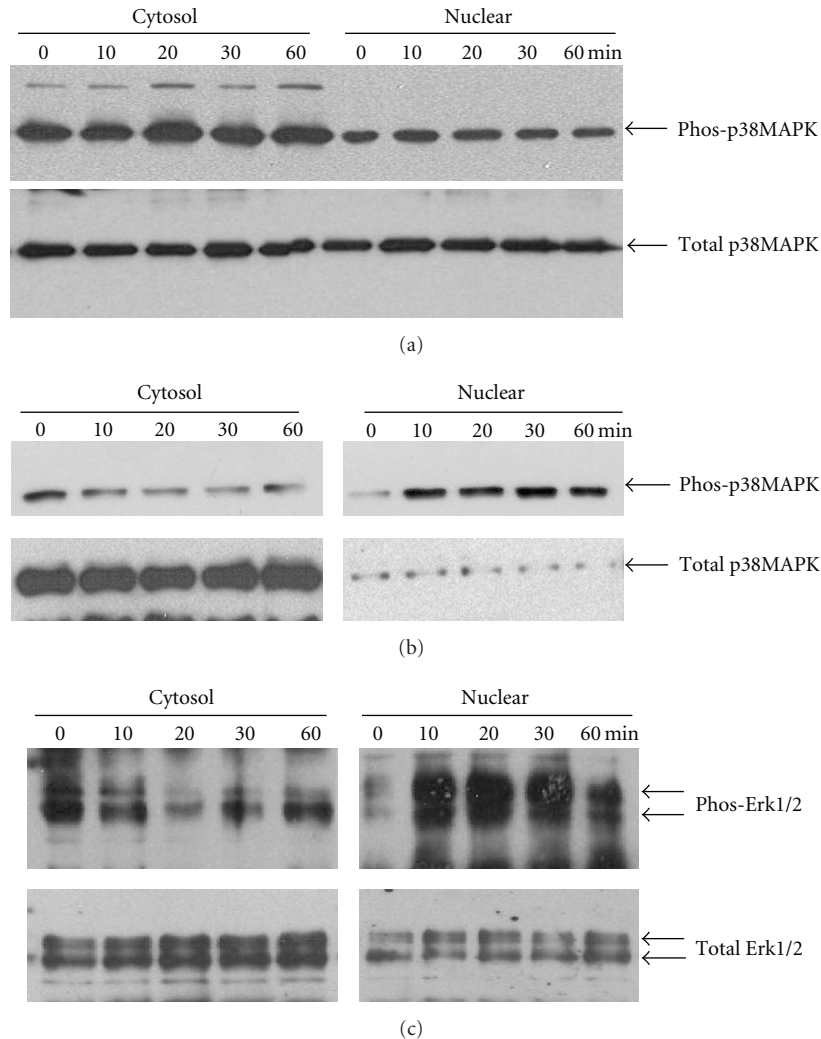 Cytosol Nuclear
0 10 20 30 60 0 10 20 30 60 min
Phos-p38MAPK
Total p38MAPK
(a)
Cytosol Nuclear
0 10 20 30 60 0 10 20 30 60 min
Phos-p38MAPK
Total p38MAPK
(b)
Cytosol Nuclear
0 10 20 30 60 0 10 20 30 60 min
Phos-Erk1/2
Total Erk1/2
(c)